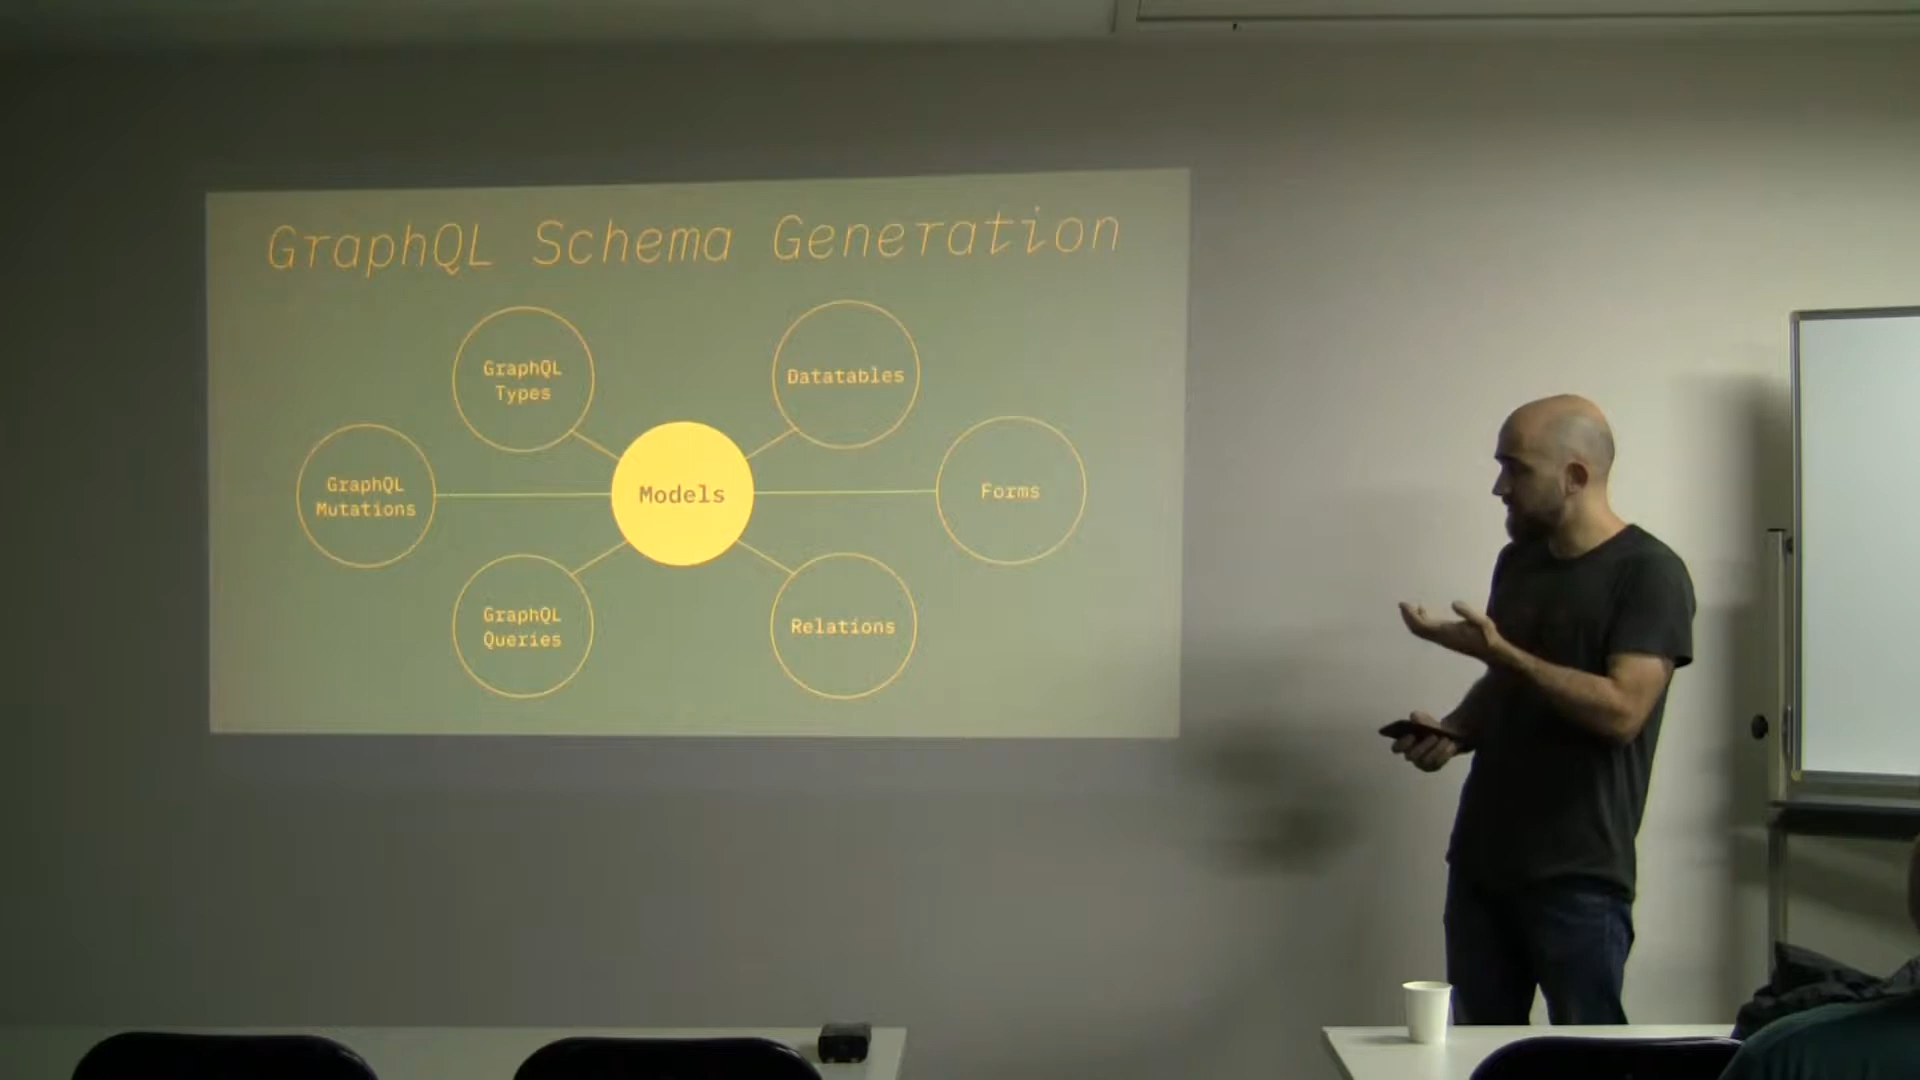 GraphQL Schema Generation
GraphQL
Types
Datatables
GraphQL
Mutations
Models
Forms
GraphQL
Queries
Relations